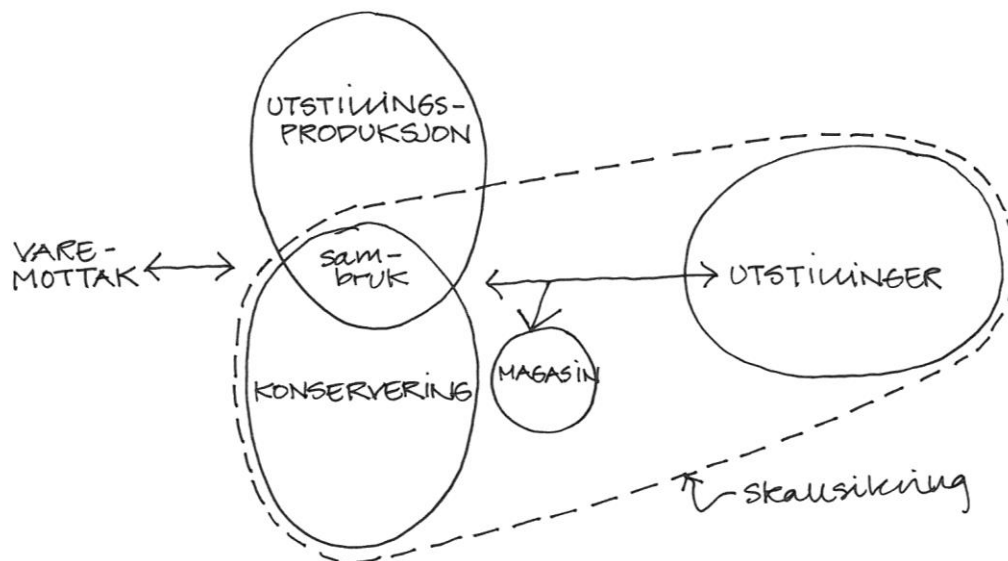 UTSTILLINGS-
PRODUKSJON
VARE-
MOTTAK
sam-
bruk
UTSTILLINGER
MAGASIN
KONSERVERING
skallsikring